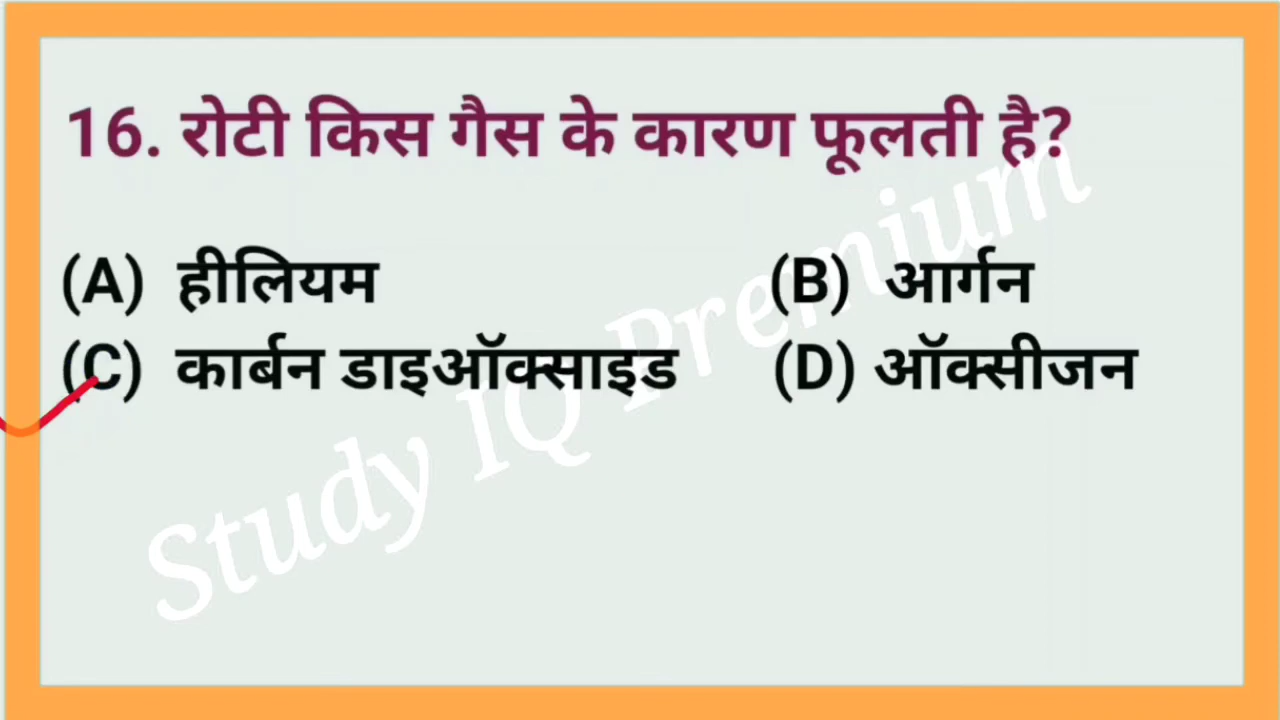 16. रोटी किस गैस के कारण फूलती है?
(A) हीलियम (B) आर्गन
(C) कार्बन डाइऑक्साइड (D) ऑक्सीजन
Study IQ Premium